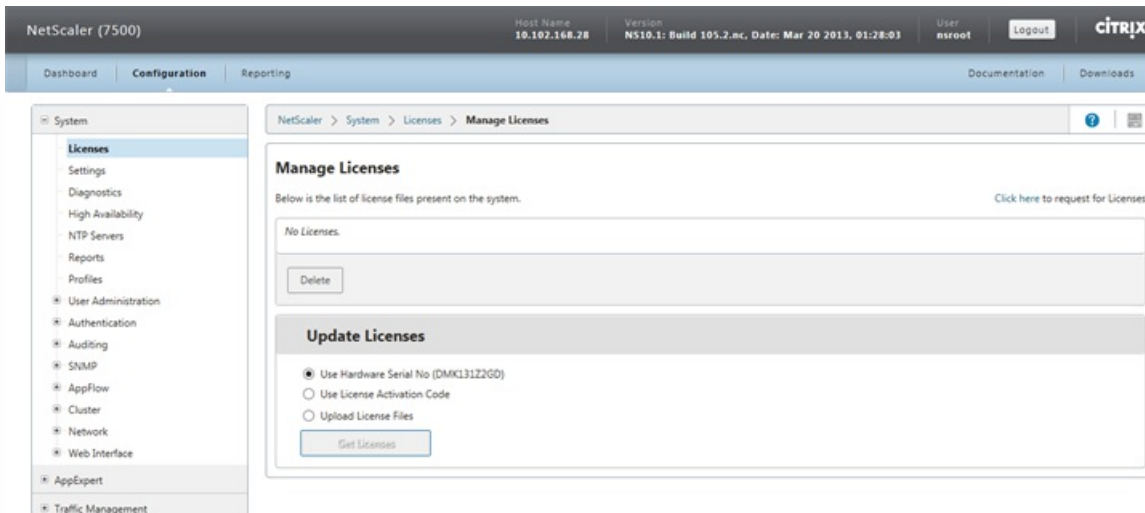 NetScaler (7500)
Host Name
10.102.168.28
Version
NS10.1: Build 105.2.nc, Date: Mar 20 2013, 01:28:03
User
nsroot
Logout
CİTRIX
Dashboard
Configuration
Reporting
Documentation
Downloads
System
Licenses
Settings
Diagnostics
High Availability
NTP Servers
Reports
Profiles
User Administration
Authentication
Auditing
SNMP
AppFlow
Cluster
Network
Web Interface
AppExpert
Traffic Management
NetScaler > System > Licenses > Manage Licenses
?
Manage Licenses
Below is the list of license files present on the system.
Click here to request for Licenses
No Licenses.
Delete
Update Licenses
Use Hardware Serial No (DMK131Z2GD)
Use License Activation Code
Upload License Files
Get Licenses